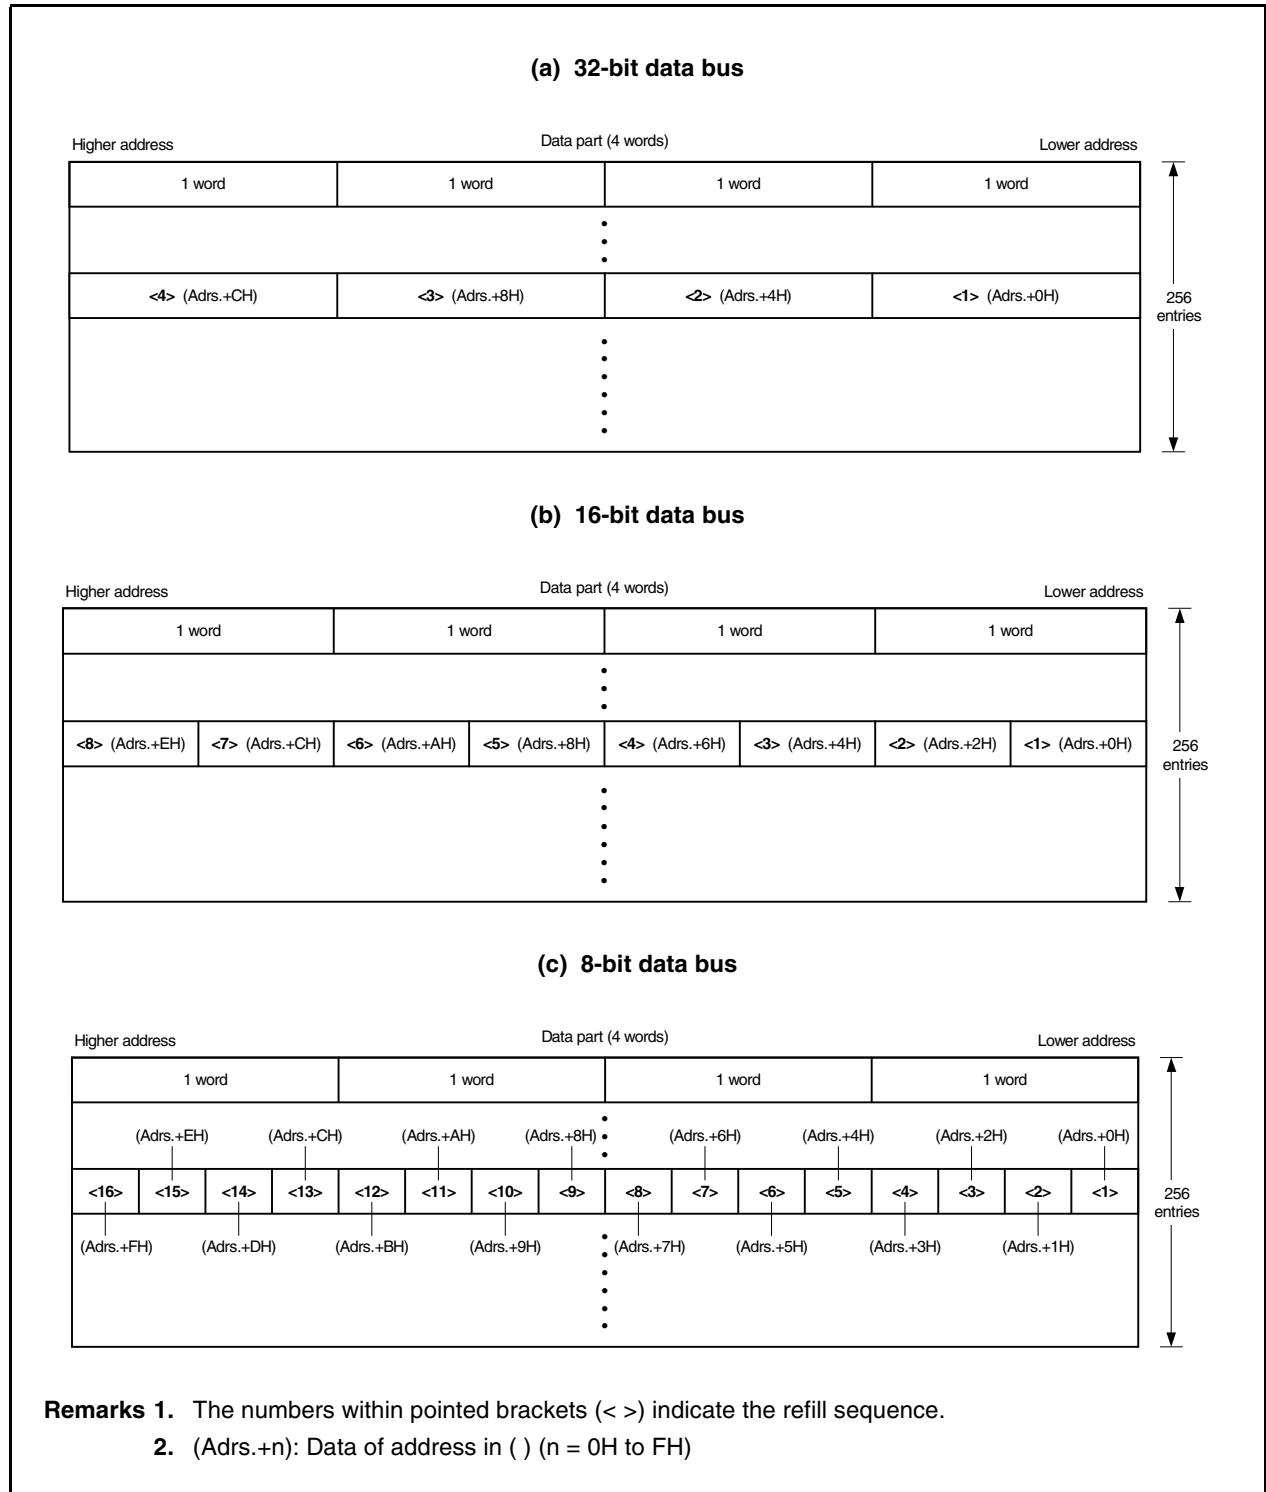 (a) 32-bit data bus
Higher address Data part (4 words) Lower address
1 word 1 word 1 word 1 word
<4> (Adrs.+CH) <3> (Adrs.+8H) <2> (Adrs.+4H) <1> (Adrs.+0H)
256
entries
(b) 16-bit data bus
Higher address Data part (4 words) Lower address
1 word 1 word 1 word 1 word
<8> (Adrs.+EH) <7> (Adrs.+CH) <6> (Adrs.+AH) <5> (Adrs.+8H) <4> (Adrs.+6H) <3> (Adrs.+4H) <2> (Adrs.+2H) <1> (Adrs.+0H)
256
entries
(c) 8-bit data bus
Higher address Data part (4 words) Lower address
1 word 1 word 1 word 1 word
(Adrs.+EH) (Adrs.+CH) (Adrs.+AH) (Adrs.+8H) (Adrs.+6H) (Adrs.+4H) (Adrs.+2H) (Adrs.+0H)
<16> <15> <14> <13> <12> <11> <10> <9> <8> <7> <6> <5> <4> <3> <2> <1>
256
entries
(Adrs.+FH) (Adrs.+DH) (Adrs.+BH) (Adrs.+9H) (Adrs.+7H) (Adrs.+5H) (Adrs.+3H) (Adrs.+1H)
Remarks 1. The numbers within pointed brackets (< >) indicate the refill sequence.
2. (Adrs.+n): Data of address in ( ) (n = 0H to FH)